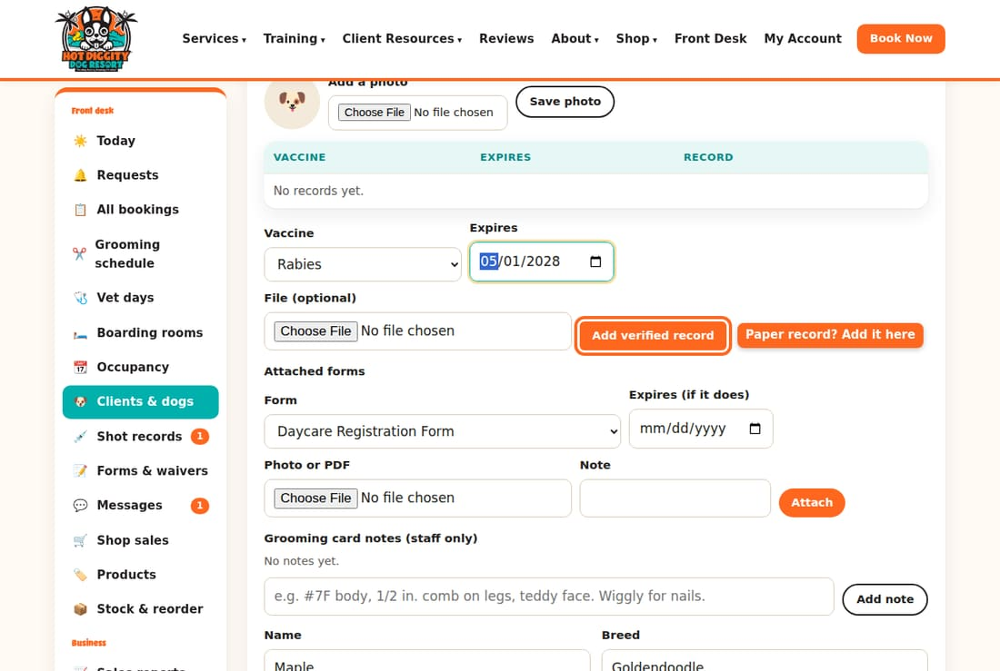 HOT DIGGITY
DOG RESORT
Services ▾
Training ▾
Client Resources ▾
Reviews
About ▾
Shop ▾
Front Desk
My Account
Book Now
Front desk
Today
Requests
All bookings
Grooming
schedule
Vet days
Boarding rooms
Occupancy
Clients & dogs
Shot records 1
Forms & waivers
Messages 1
Shop sales
Products
Stock & reorder
Business
Sales reports
Add a photo
Choose File No file chosen
Save photo
VACCINE EXPIRES RECORD
No records yet.
Vaccine
Expires
Rabies
05/01/2028
File (optional)
Choose File No file chosen
Add verified record
Paper record? Add it here
Attached forms
Form
Expires (if it does)
Daycare Registration Form
mm/dd/yyyy
Photo or PDF
Note
Choose File No file chosen
Attach
Grooming card notes (staff only)
No notes yet.
e.g. #7F body, 1/2 in. comb on legs, teddy face. Wiggly for nails.
Add note
Name
Breed
Maple
Goldendoodle